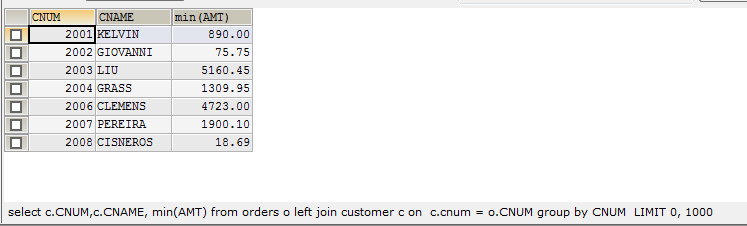 CNUM CNAME min(AMT)
2001 KELVIN 890.00
2002 GIOVANNI 75.75
2003 LIU 5160.45
2004 GRASS 1309.95
2006 CLEMENS 4723.00
2007 PEREIRA 1900.10
2008 CISNEROS 18.69
select c.CNUM,c.CNAME, min(AMT) from orders o left join customer c on  c.cnum = o.CNUM group by CNUM  LIMIT 0, 1000